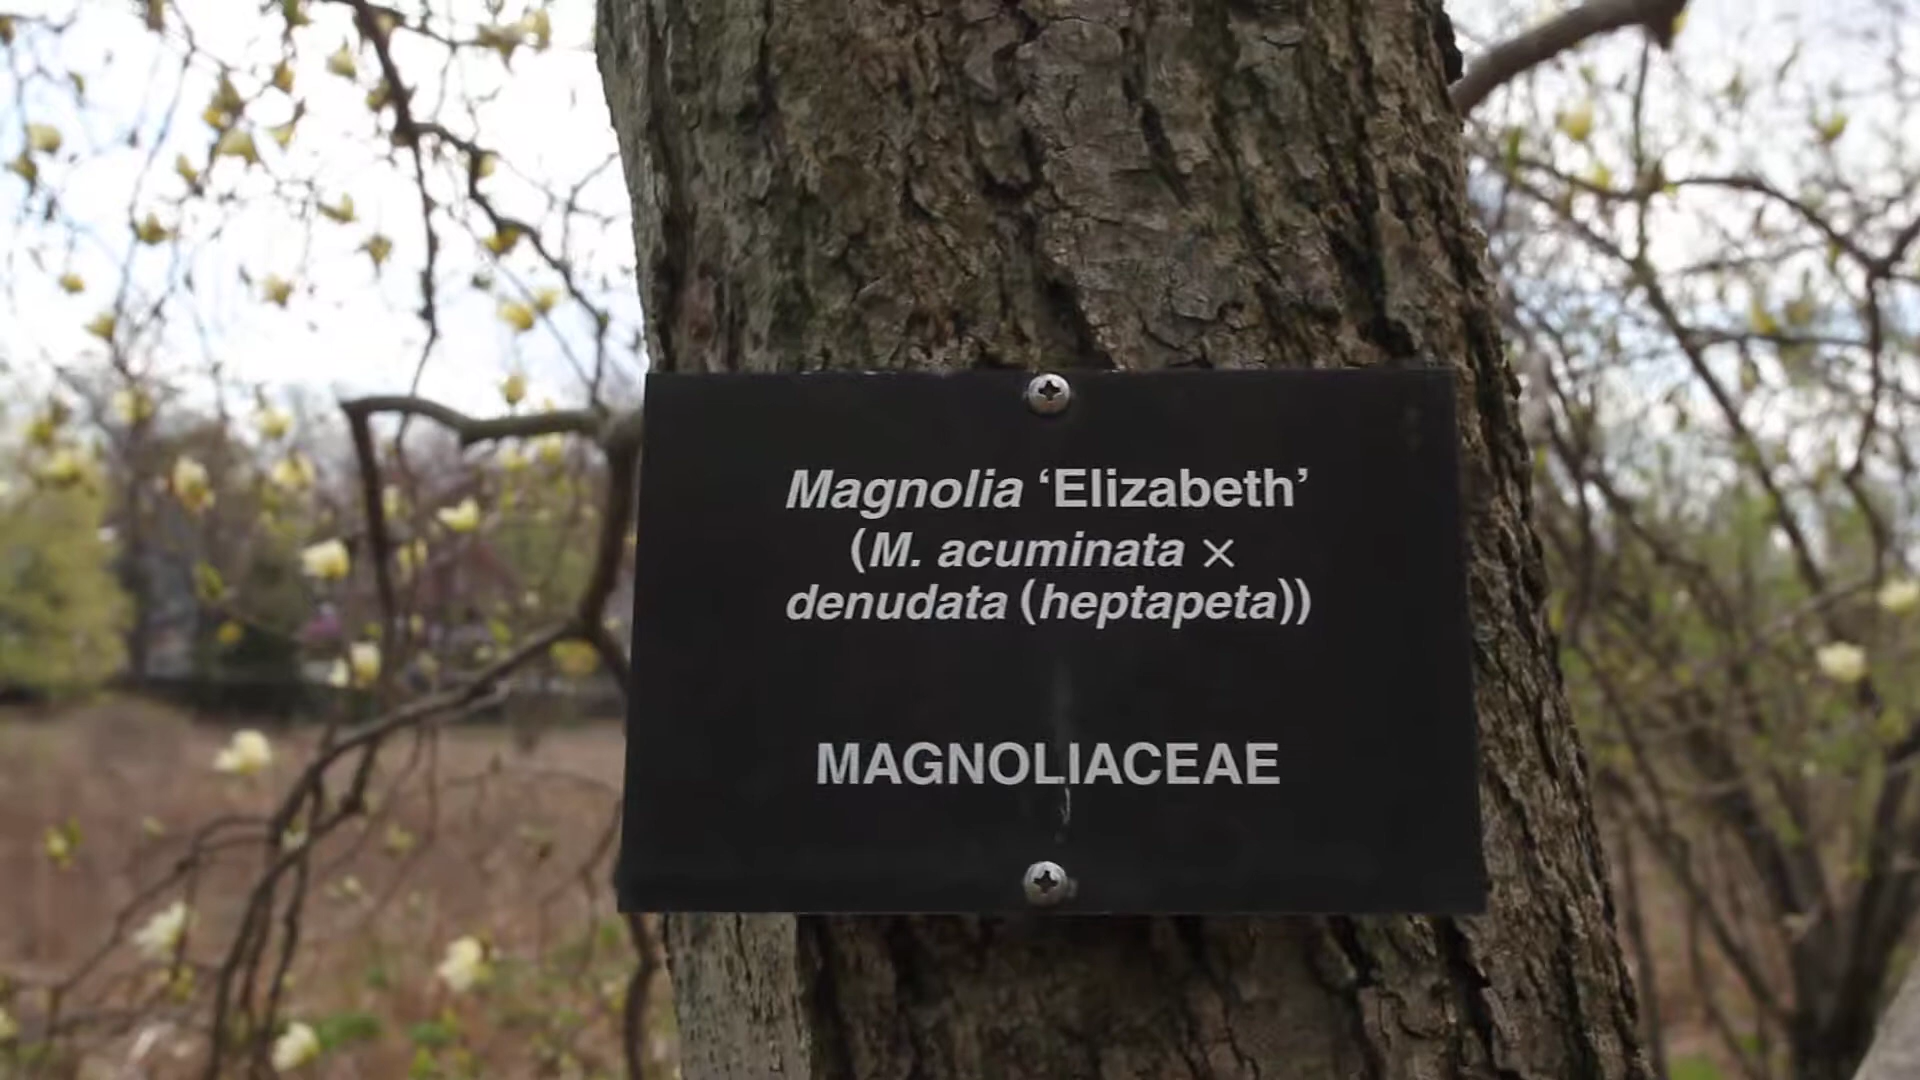 Magnolia ‘Elizabeth’
(M. acuminata ×
denudata (heptapeta))
MAGNOLIACEAE